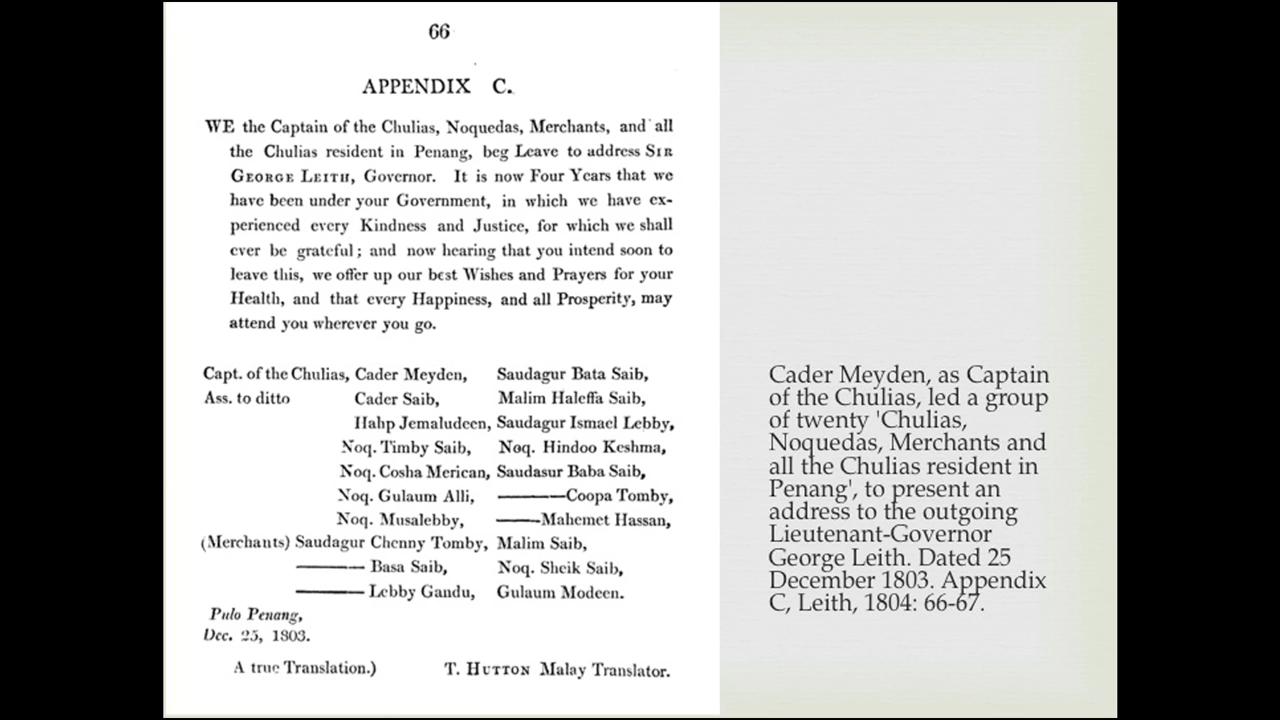 66
APPENDIX C.
WE the Captain of the Chulias, Noquedas, Merchants, and all
the Chulias resident in Penang, beg Leave to address SIR
GEORGE LEITH, Governor. It is now Four Years that we
have been under your Government, in which we have ex-
perienced every Kindness and Justice, for which we shall
ever be grateful; and now hearing that you intend soon to
leave this, we offer up our best Wishes and Prayers for your
Health, and that every Happiness, and all Prosperity, may
attend you wherever you go.
Capt. of the Chulias, Cader Meyden, Saudagur Bata Saib,
Ass. to ditto Cader Saib, Malim Haleffa Saib,
Hahp Jemaludeen, Saudagur Ismael Lebby,
Noq. Timby Saib, Noq. Hindoo Keshma,
Noq. Cosha Merican, Saudasur Baba Saib,
Noq. Gulaum Alli, ———Coopa Tomby,
Noq. Musalebby, ——Mahemet Hassan,
(Merchants) Saudagur Chenny Tomby, Malim Saib,
——— Basa Saib, Noq. Sheik Saib,
——— Lebby Gandu, Gulaum Modeen.
Pulo Penang,
Dec. 25, 1803.
A true Translation.) T. HUTTON Malay Translator.
Cader Meyden, as Captain
of the Chulias, led a group
of twenty 'Chulias,
Noquedas, Merchants and
all the Chulias resident in
Penang', to present an
address to the outgoing
Lieutenant-Governor
George Leith. Dated 25
December 1803. Appendix
C, Leith, 1804: 66-67.